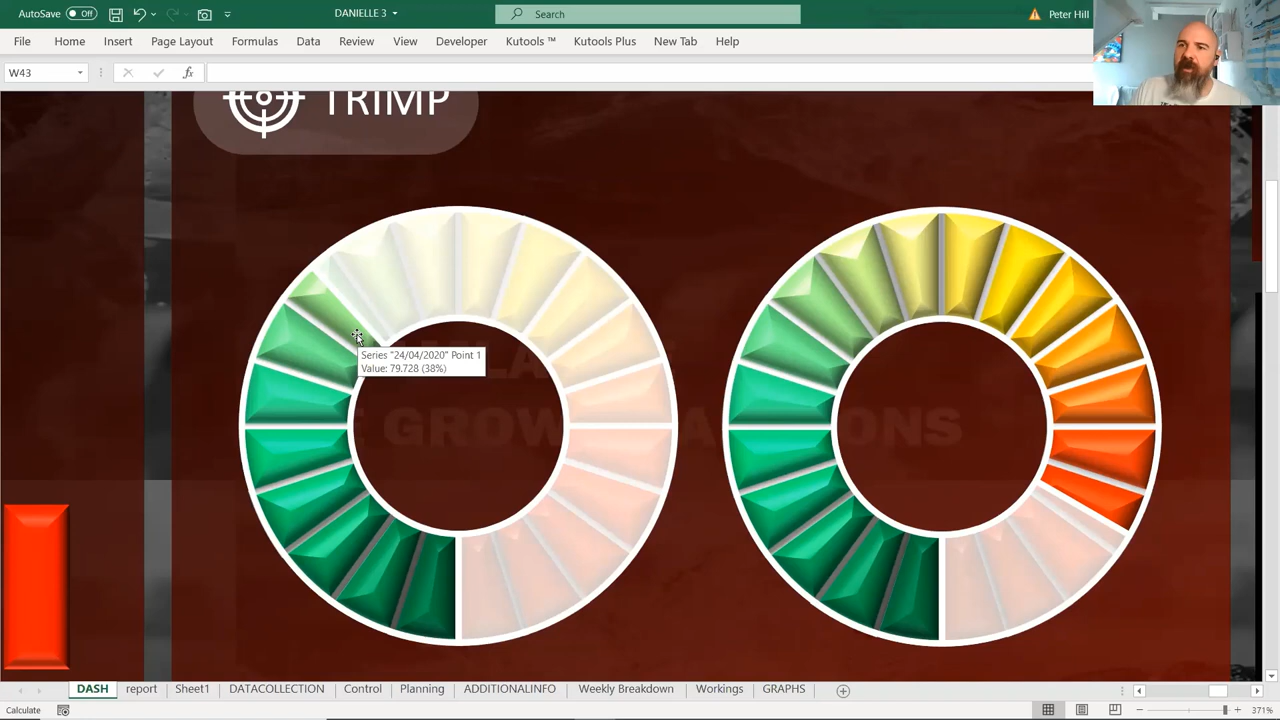 AutoSave Off DANIELLE 3 Search Peter Hill
File Home Insert Page Layout Formulas Data Review View Developer Kutools ™ Kutools Plus New Tab Help
W43 fx
TRIMP
Series "24/04/2020" Point 1
Value: 79.728 (38%)
DASH report Sheet1 DATACOLLECTION Control Planning ADDITIONALINFO Weekly Breakdown Workings GRAPHS
Calculate 371%